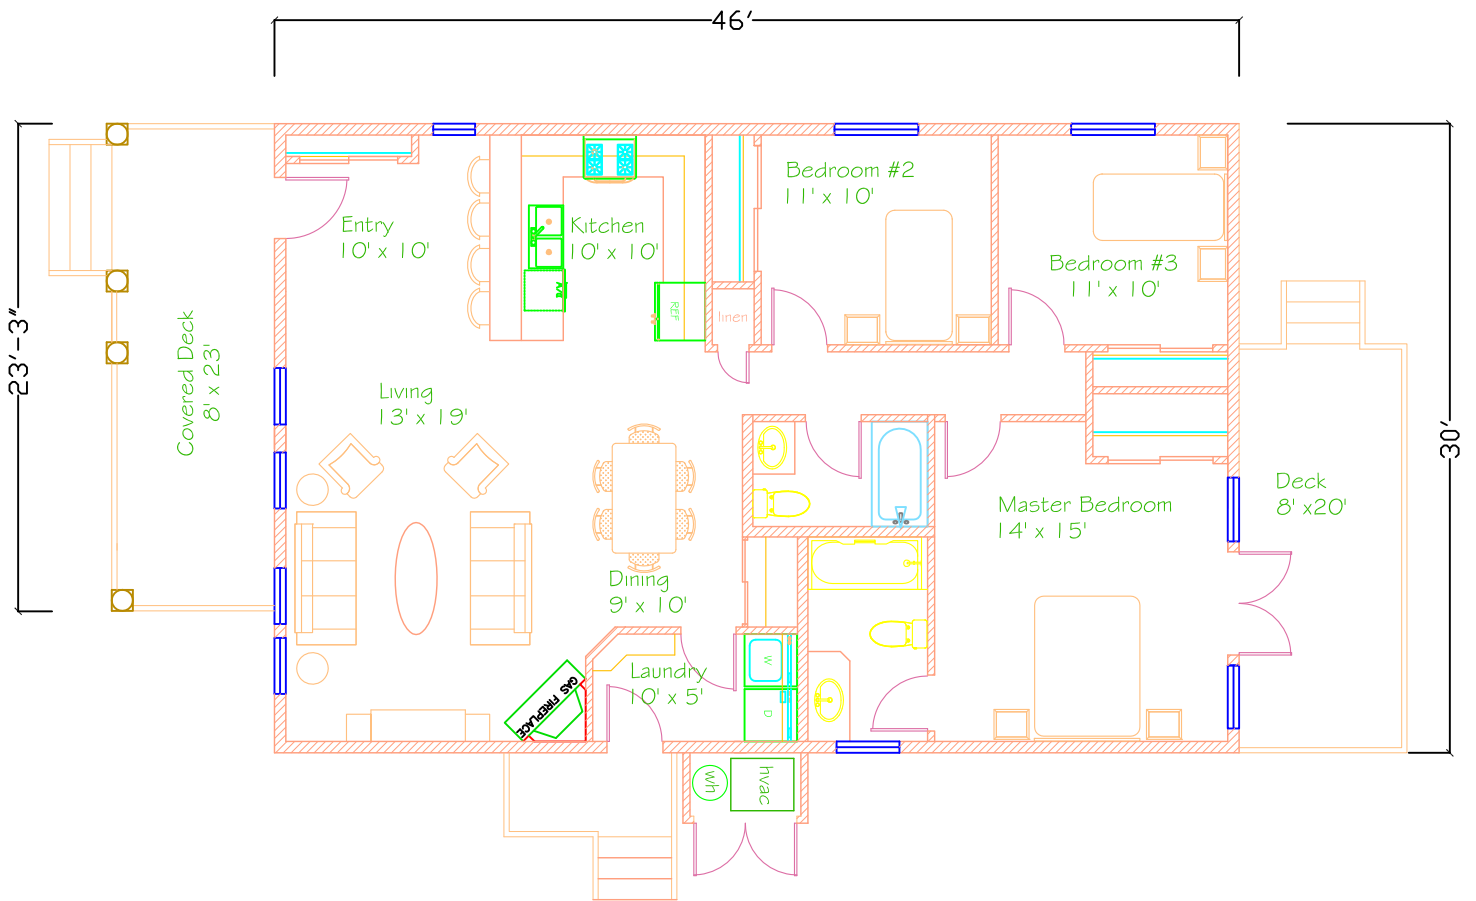 46'
Bedroom #2
11' x 10'
Entry
10' x 10'
Kitchen
10' x 10'
Bedroom #3
11' x 10'
REF
linen
23'-3"
Covered Deck
8' x 23'
Living
13' x 19'
30'
Deck
8' x20'
Master Bedroom
14' x 15'
Dining
9' x 10'
Laundry
10' x 5'
W
D
GAS FIREPLACE
wh
hvac